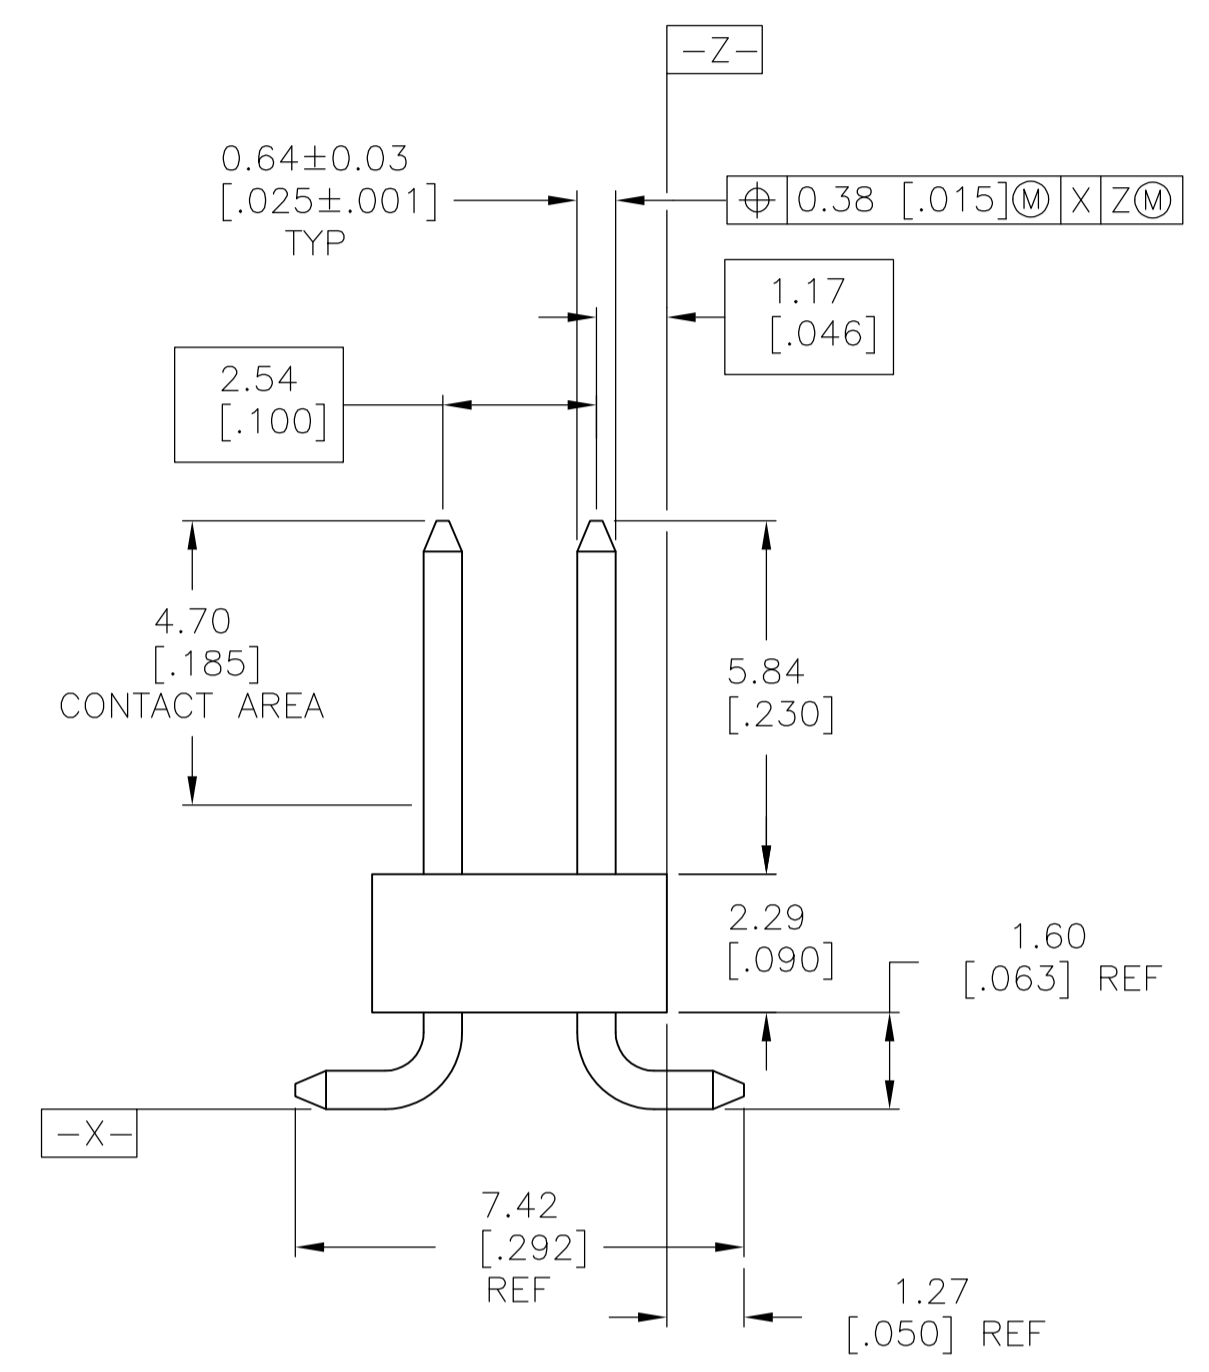 -Z-
0.64±0.03
[.025±.001]
TYP
⌖ 0.38 [.015]Ⓜ X ZⓂ
1.17
[.046]
2.54
[.100]
4.70
[.185]
CONTACT AREA
5.84
[.230]
2.29
[.090]
1.60
[.063] REF
-X-
7.42
[.292]
REF
1.27
[.050] REF